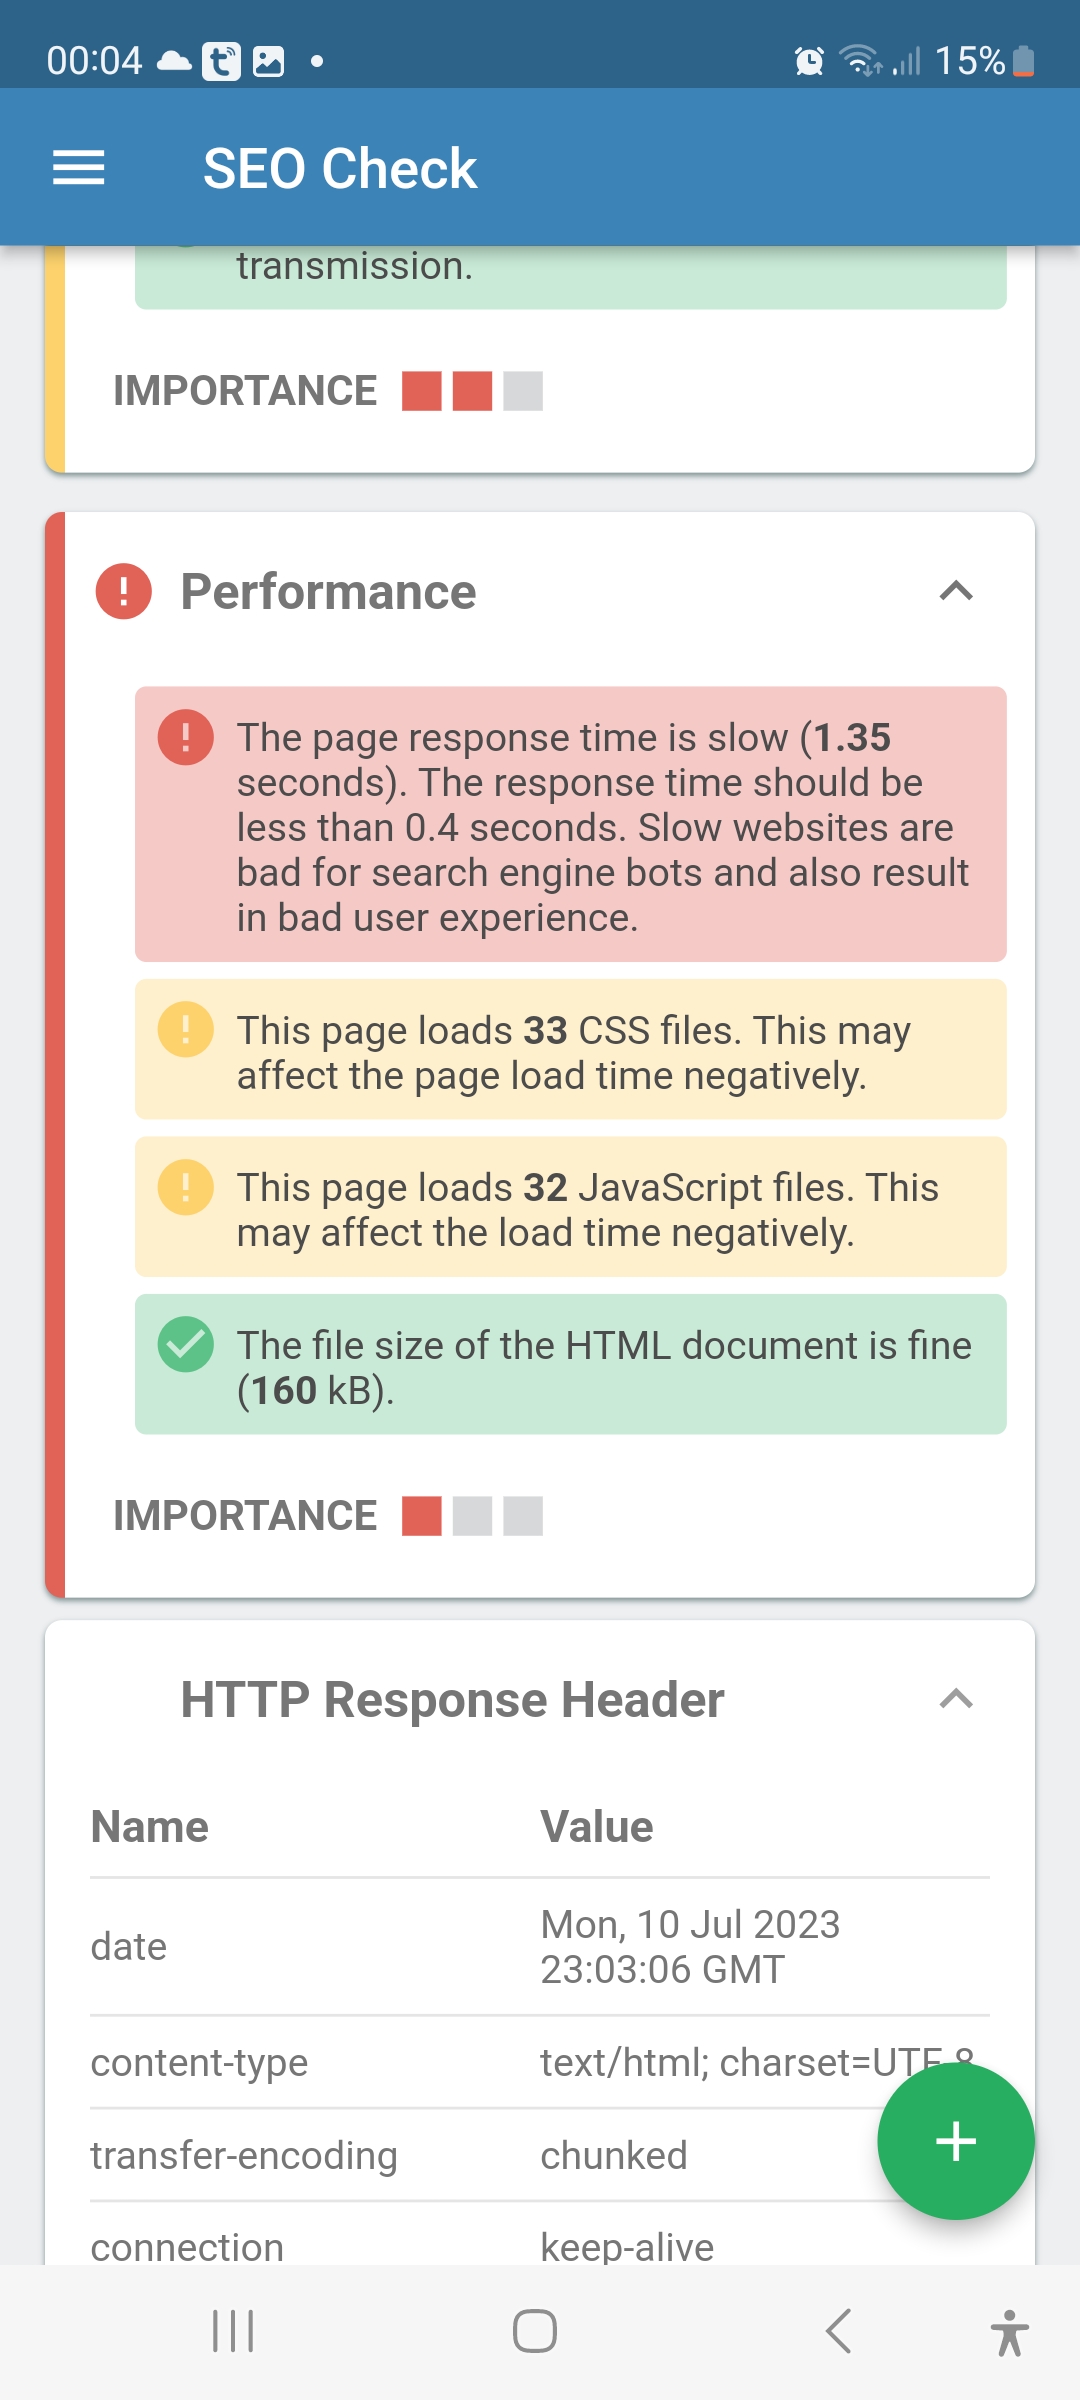 00:04
15%
SEO Check
transmission.
IMPORTANCE
Performance
The page response time is slow (1.35
seconds). The response time should be
less than 0.4 seconds. Slow websites are
bad for search engine bots and also result
in bad user experience.
This page loads 33 CSS files. This may
affect the page load time negatively.
This page loads 32 JavaScript files. This
may affect the load time negatively.
The file size of the HTML document is fine
(160 kB).
IMPORTANCE
HTTP Response Header
Name Value
date Mon, 10 Jul 2023
23:03:06 GMT
content-type text/html; charset=UTF-8
transfer-encoding chunked
connection keep-alive